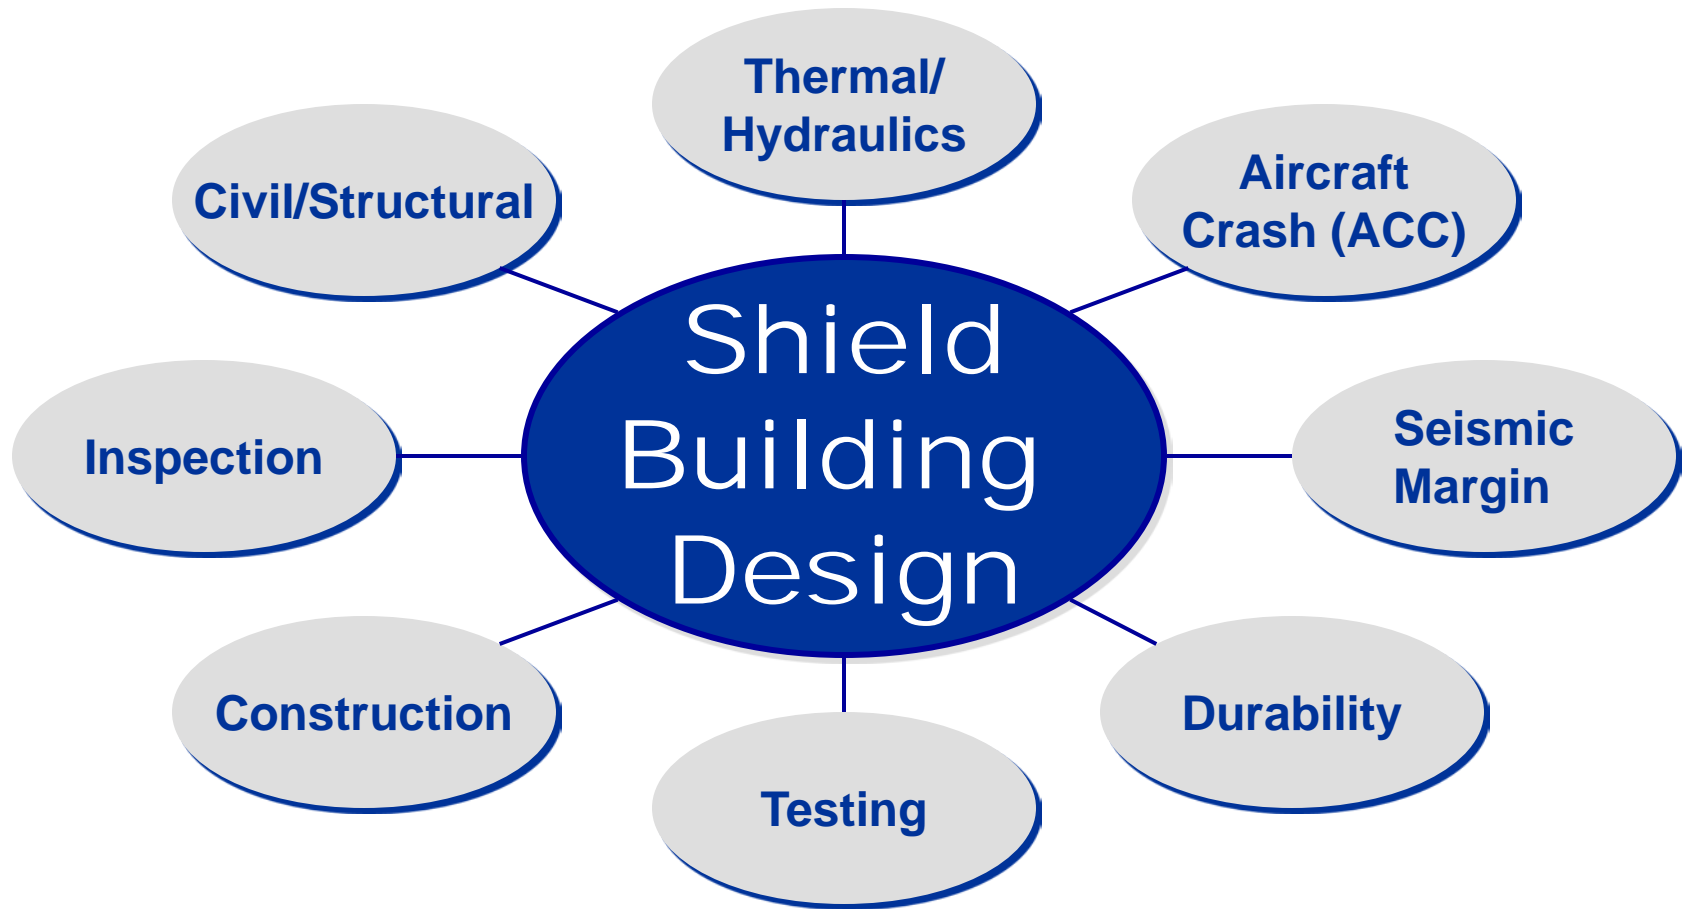 Thermal/
Hydraulics
Civil/Structural
Aircraft
Crash (ACC)
Shield
Building
Design
Inspection
Seismic
Margin
Construction
Durability
Testing